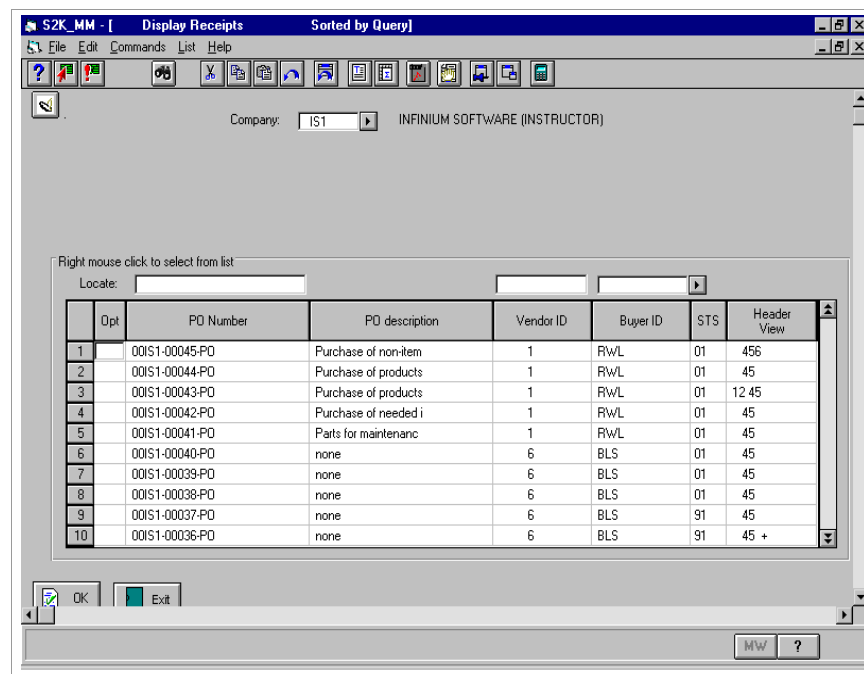 S2K_MM - [ Display Receipts Sorted by Query]
File Edit Commands List Help
Company: IS1 INFINIUM SOFTWARE (INSTRUCTOR)
Right mouse click to select from list
Locate:
Opt PO Number PO description Vendor ID Buyer ID STS Header View
1 00IS1-00045-PO Purchase of non-item 1 RWL 01 456
2 00IS1-00044-PO Purchase of products 1 RWL 01 45
3 00IS1-00043-PO Purchase of products 1 RWL 01 12 45
4 00IS1-00042-PO Purchase of needed i 1 RWL 01 45
5 00IS1-00041-PO Parts for maintenanc 1 RWL 01 45
6 00IS1-00040-PO none 6 BLS 01 45
7 00IS1-00039-PO none 6 BLS 01 45
8 00IS1-00038-PO none 6 BLS 01 45
9 00IS1-00037-PO none 6 BLS 91 45
10 00IS1-00036-PO none 6 BLS 91 45 +
OK Exit
MW ?